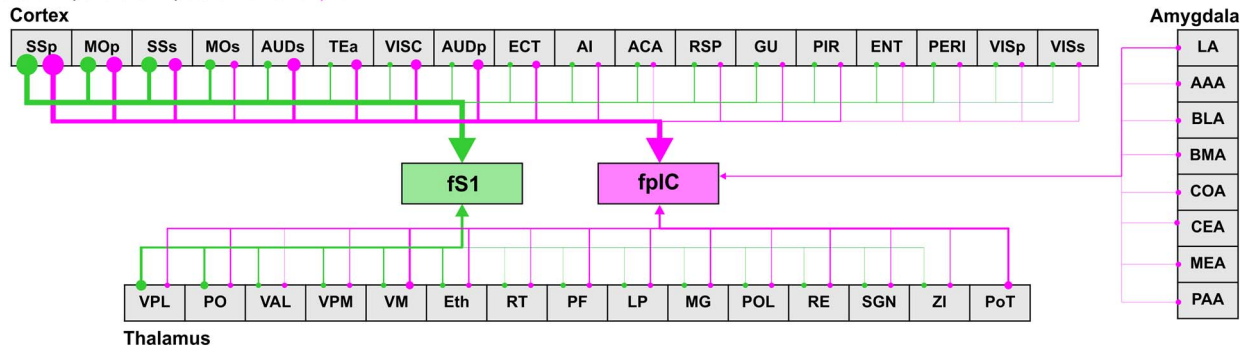 Cortex
Amygdala
SSp MOp SSs MOs AUDs TEa VISC AUDp ECT AI ACA RSP GU PIR ENT PERI VISp VISs
LA
AAA
BLA
BMA
COA
CEA
MEA
PAA
fS1
fpIC
VPL PO VAL VPM VM Eth RT PF LP MG POL RE SGN ZI PoT
Thalamus